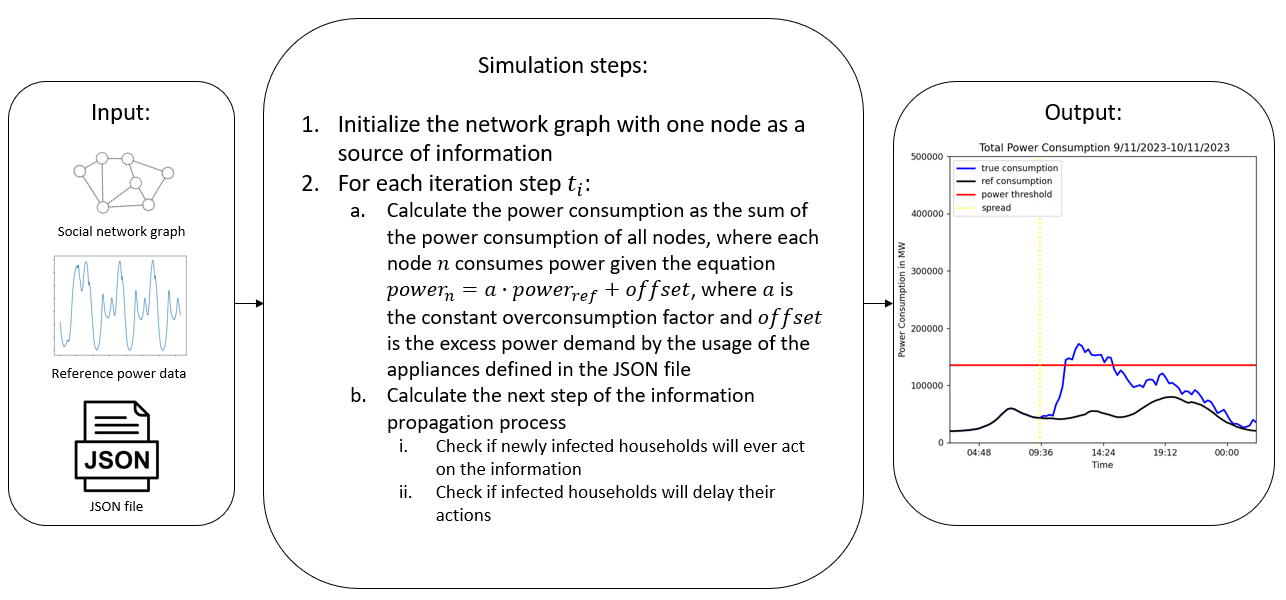 Input:
Social network graph
Reference power data
JSON
JSON file
Simulation steps:
1. Initialize the network graph with one node as a
source of information
2. For each iteration step tᵢ:
a. Calculate the power consumption as the sum of
the power consumption of all nodes, where each
node n consumes power given the equation
powerₙ = a · power_ref + offset, where a is
the constant overconsumption factor and offset
is the excess power demand by the usage of the
appliances defined in the JSON file
b. Calculate the next step of the information
propagation process
i. Check if newly infected households will ever act
on the information
ii. Check if infected households will delay their
actions
Output:
Total Power Consumption 9/11/2023-10/11/2023
true consumption
ref consumption
power threshold
spread
Power Consumption in MW
500000
400000
300000
200000
100000
0
04:48 09:36 14:24 19:12 00:00
Time